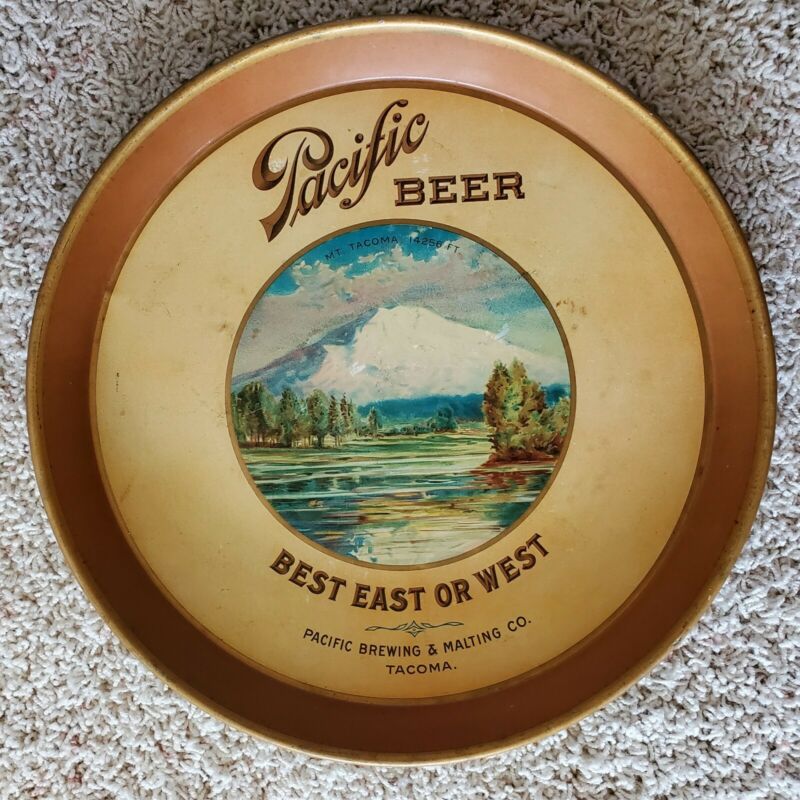 Pacific
BEER
MT. TACOMA, 14256 FT.
BEST EAST OR WEST
PACIFIC BREWING & MALTING CO.
TACOMA.